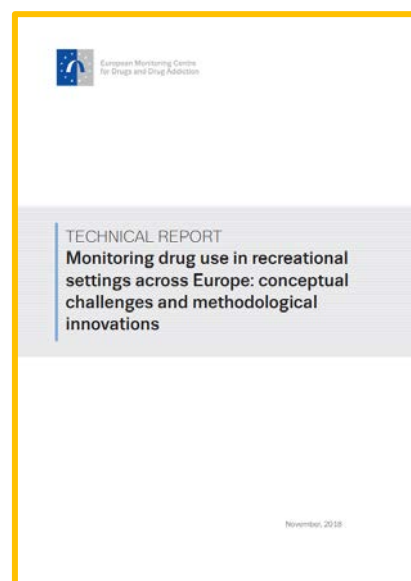 European Monitoring Centre
for Drugs and Drug Addiction
TECHNICAL REPORT
Monitoring drug use in recreational
settings across Europe: conceptual
challenges and methodological
innovations
November, 2018